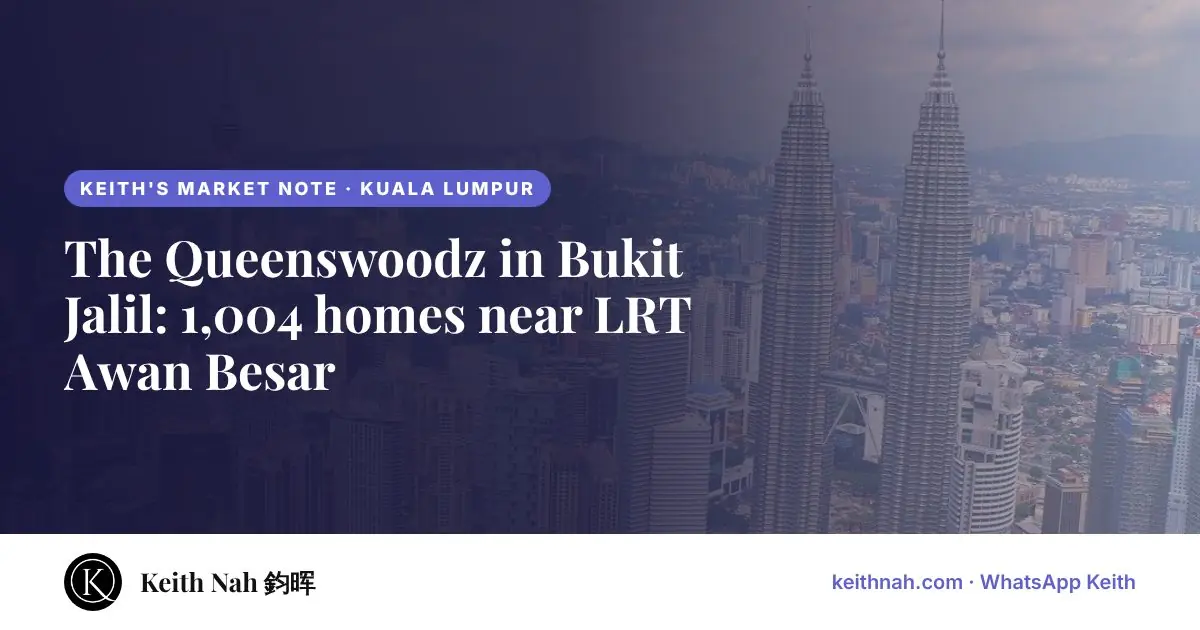 KEITH'S MARKET NOTE · KUALA LUMPUR
The Queenswoodz in Bukit
Jalil: 1,004 homes near LRT
Awan Besar
K
Keith Nah 鈞晖
keithnah.com · WhatsApp Keith